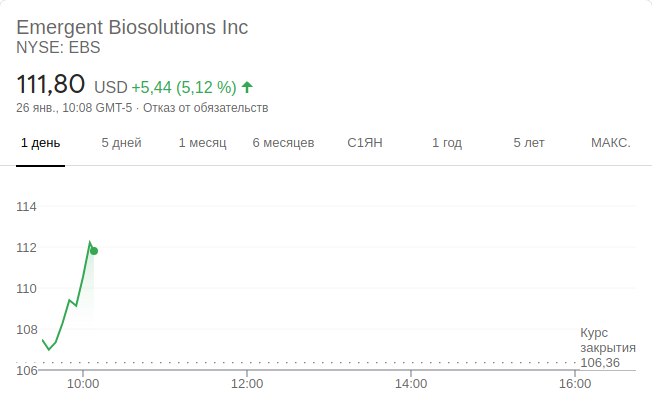 Emergent Biosolutions Inc
NYSE: EBS
111,80 USD +5,44 (5,12 %)
26 янв., 10:08 GMT-5 · Отказ от обязательств
1 день 5 дней 1 месяц 6 месяцев С1ЯН 1 год 5 лет МАКС.
114
112
110
108
Курс
закрытия
106,36
106
10:00 12:00 14:00 16:00